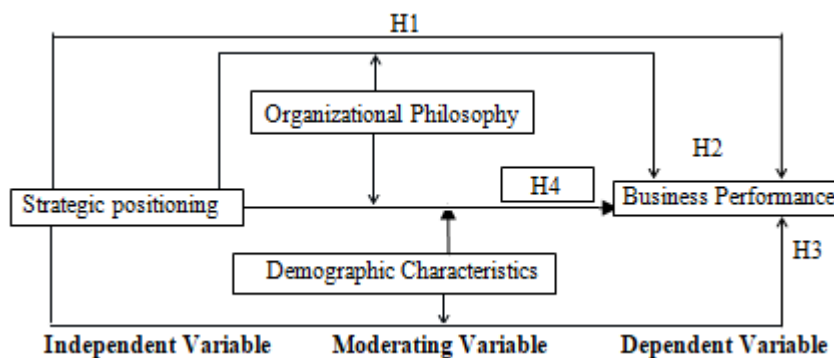 H1
Organizational Philosophy
H2
H4
Strategic positioning
Business Performance
H3
Demographic Characteristics
Independent Variable Moderating Variable Dependent Variable